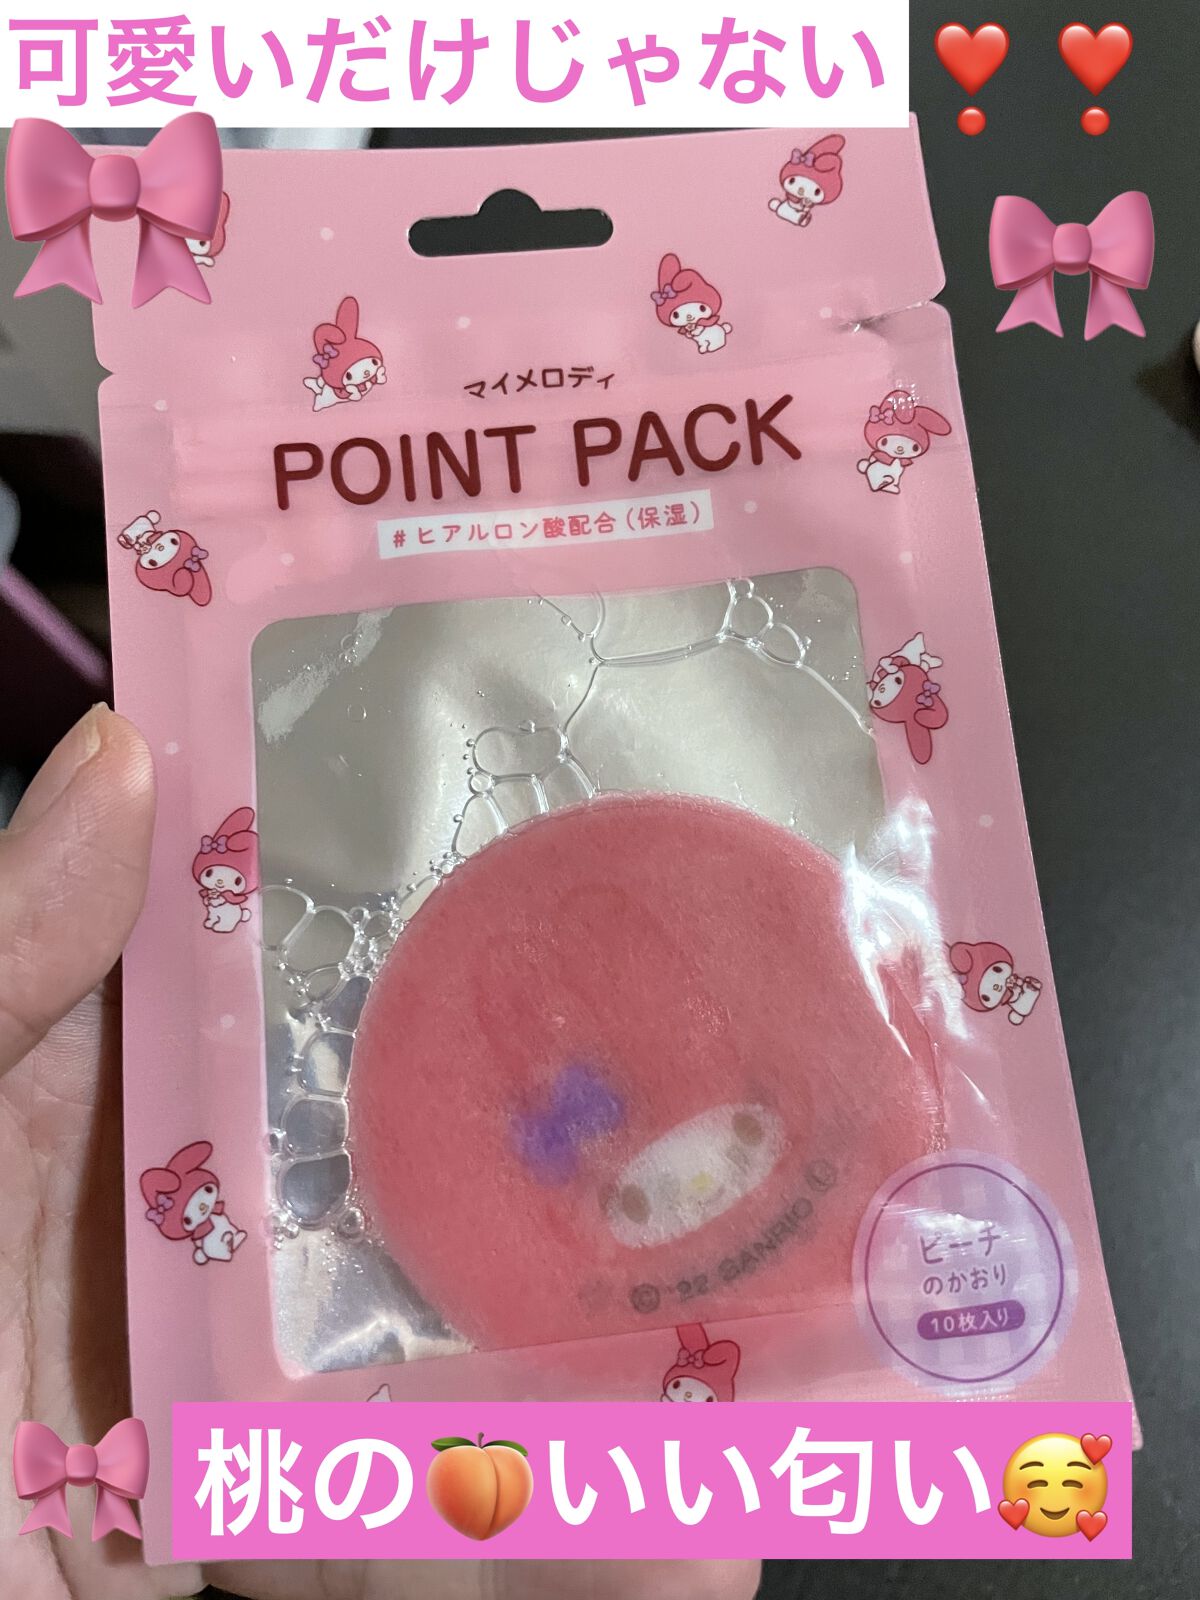 可愛いだけじゃない❣️❣️
マイメロディ
POINT PACK
#ヒアルロン酸配合(保湿)
© '22 SANRIO Ⓛ
ピーチ
のかおり
10枚入り
桃の🍑いい匂い🥰